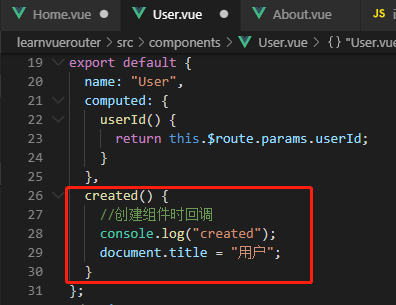 Home.vue User.vue About.vue JS i
learnvuerouter > src > components > User.vue > {} "User.vue
19 export default {
20 name: "User",
21 computed: {
22 userId() {
23 return this.$route.params.userId;
24 }
25 },
26 created() {
27 //创建组件时回调
28 console.log("created");
29 document.title = "用户";
30 }
31 };